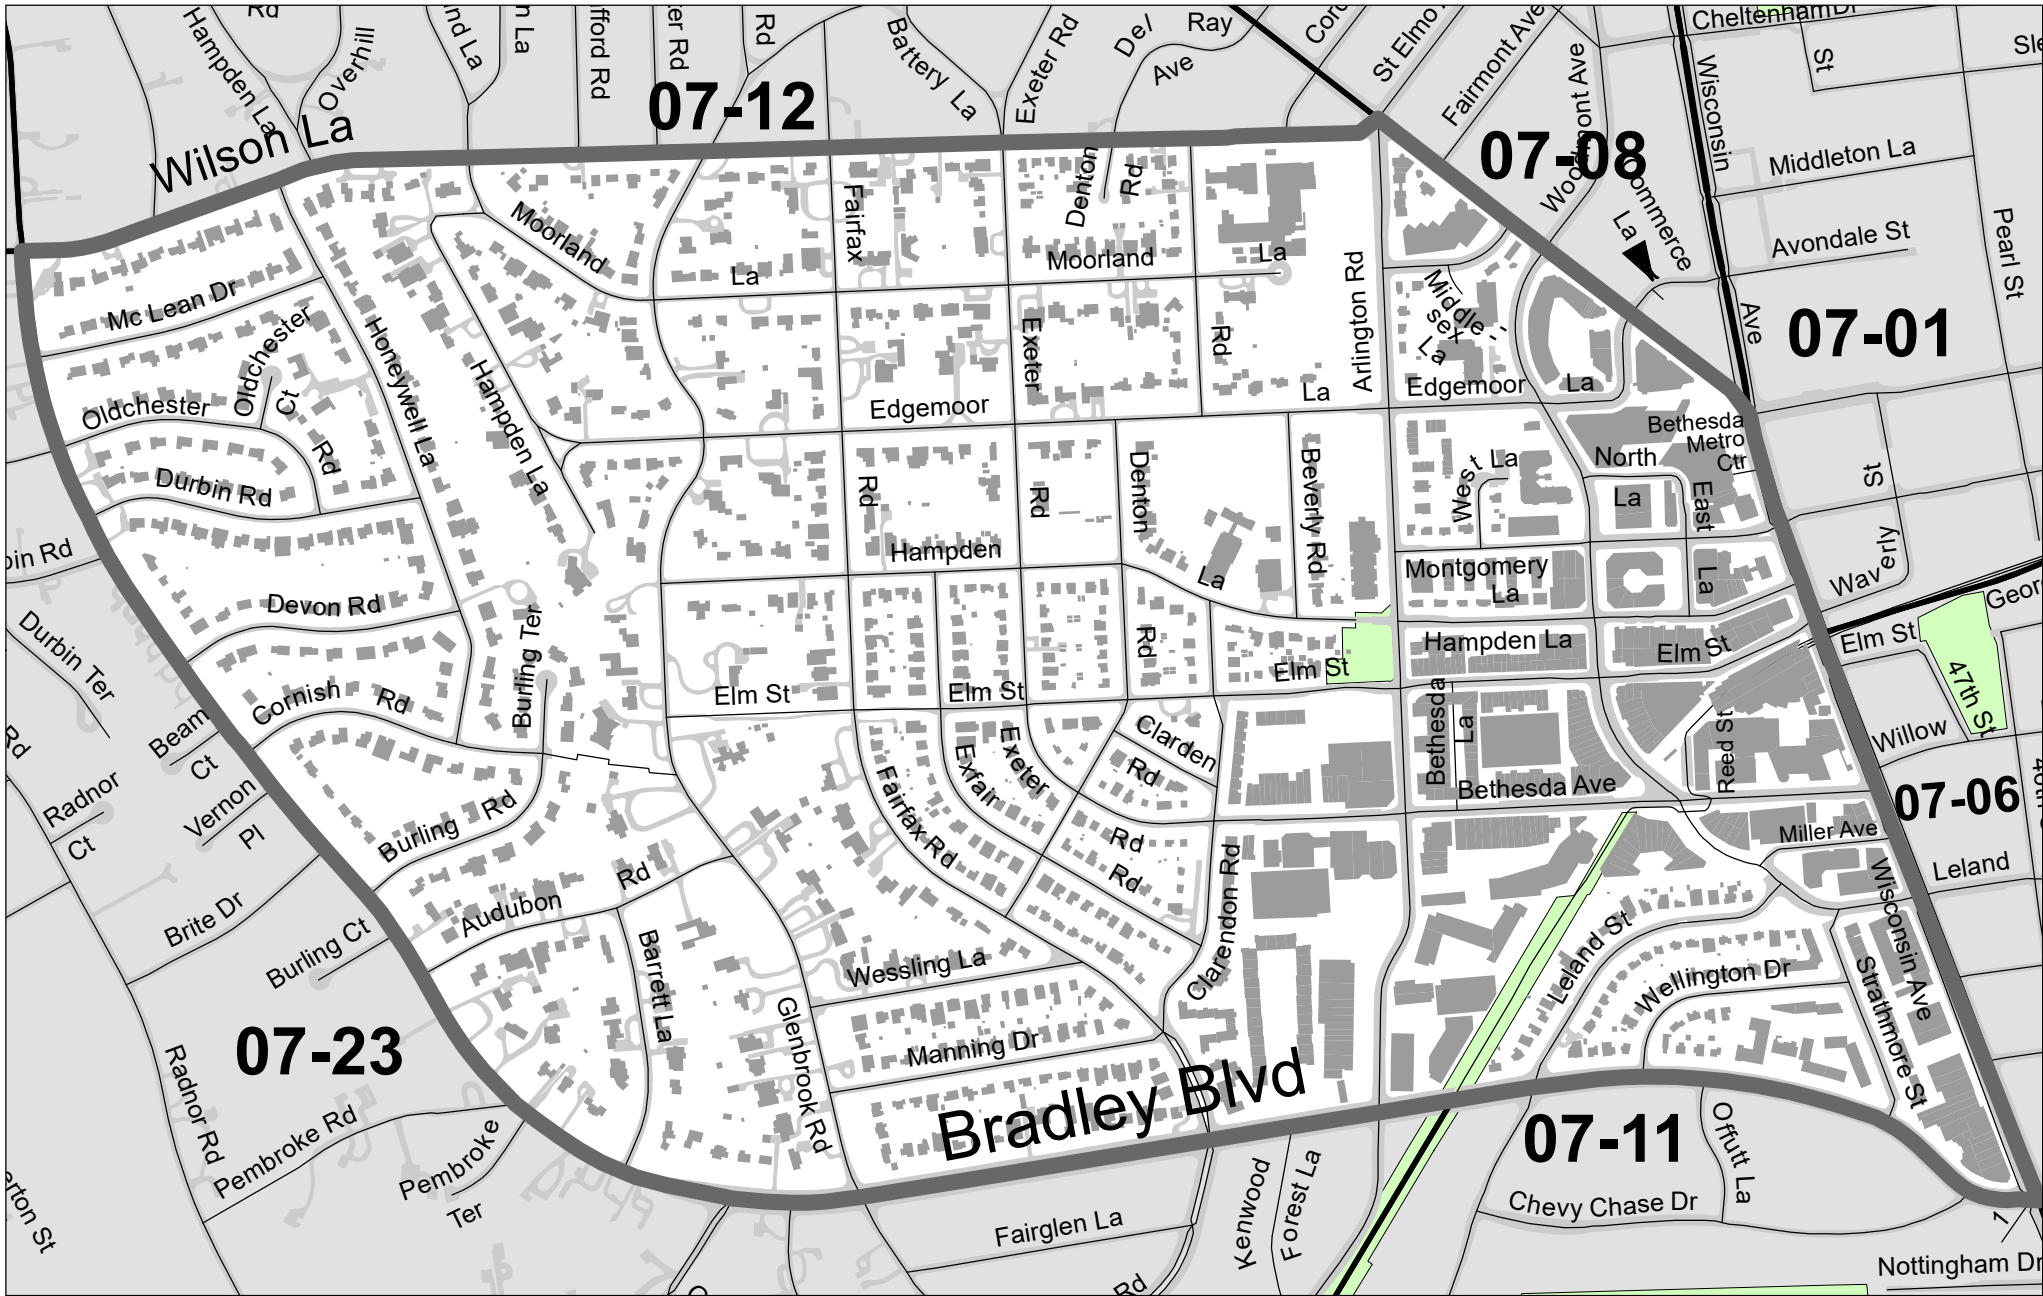 Rd
Hampden La
Overhill
Rd
Battery La
Exeter Rd
Del
Ray
Ave
St Elmo
Fairmont Ave
Woodmont Ave
Wisconsin
St
Middleton La
Avondale St
Pearl St
Commerce
La
Ave
07-12
07-08
07-01
Wilson La
Mc Lean Dr
Oldchester
Ct
Oldchester
Rd
Durbin Rd
Honeywell La
Hampden La
Moorland
La
Fairfax
Denton
Rd
Moorland
La
Arlington Rd
Middle -
sex -
La
Edgemoor
La
Exeter
Rd
Edgemoor
La
Bethesda
Metro
Ctr
North
La
East
La
West La
Rd
Rd
Denton
Beverly Rd
Hampden
La
Montgomery
La
Hampden La
Elm St
St
Waverly
Elm St
47th St
Willow
Devon Rd
Durbin Ter
Cornish
Rd
Burling Ter
Elm St
Elm St
Rd
Elm St
Bethesda
La
Bethesda Ave
Reed St
Miller Ave
07-06
Leland
Wisconsin Ave
Beam
Ct
Radnor
Ct
Vernon
Pl
Brite Dr
Burling Ct
Burling
Rd
Audubon
Rd
Barrett La
Fairfax Rd
Exfair
Exeter
Clarden
Rd
Rd
Rd
Clarendon Rd
Leland St
Wellington Dr
Strathmore St
Wessling La
Manning Dr
Glenbrook Rd
Bradley Blvd
07-23
Radnor Rd
Pembroke Rd
Pembroke
Ter
Rd
Fairglen La
Kenwood
Forest La
Rd
07-11
Offutt La
Chevy Chase Dr
1
Nottingham Dr